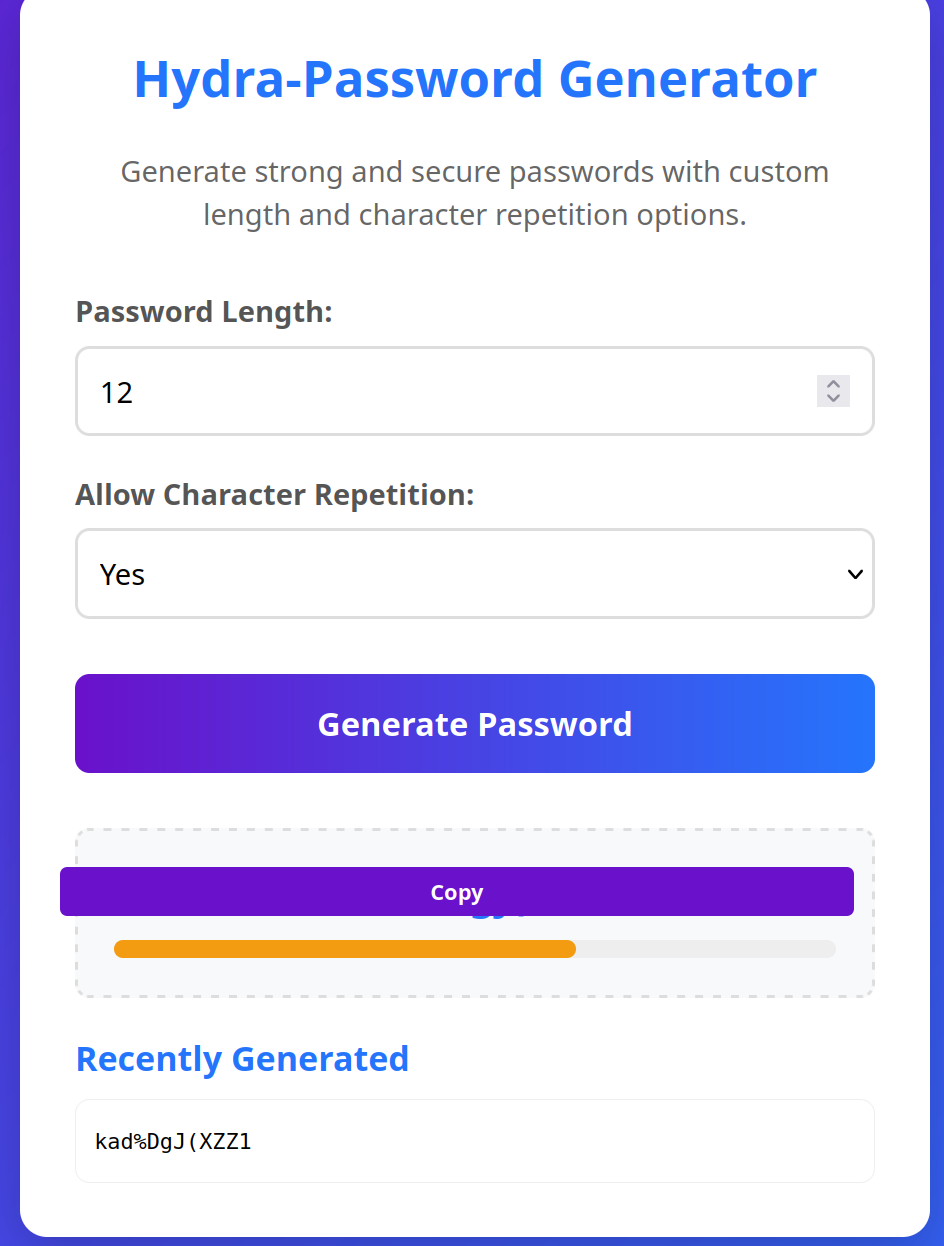 Hydra-Password Generator
Generate strong and secure passwords with custom
length and character repetition options.
Password Length:
12
Allow Character Repetition:
Yes
Generate Password
Copy
Recently Generated
kad%DgJ(XZZ1